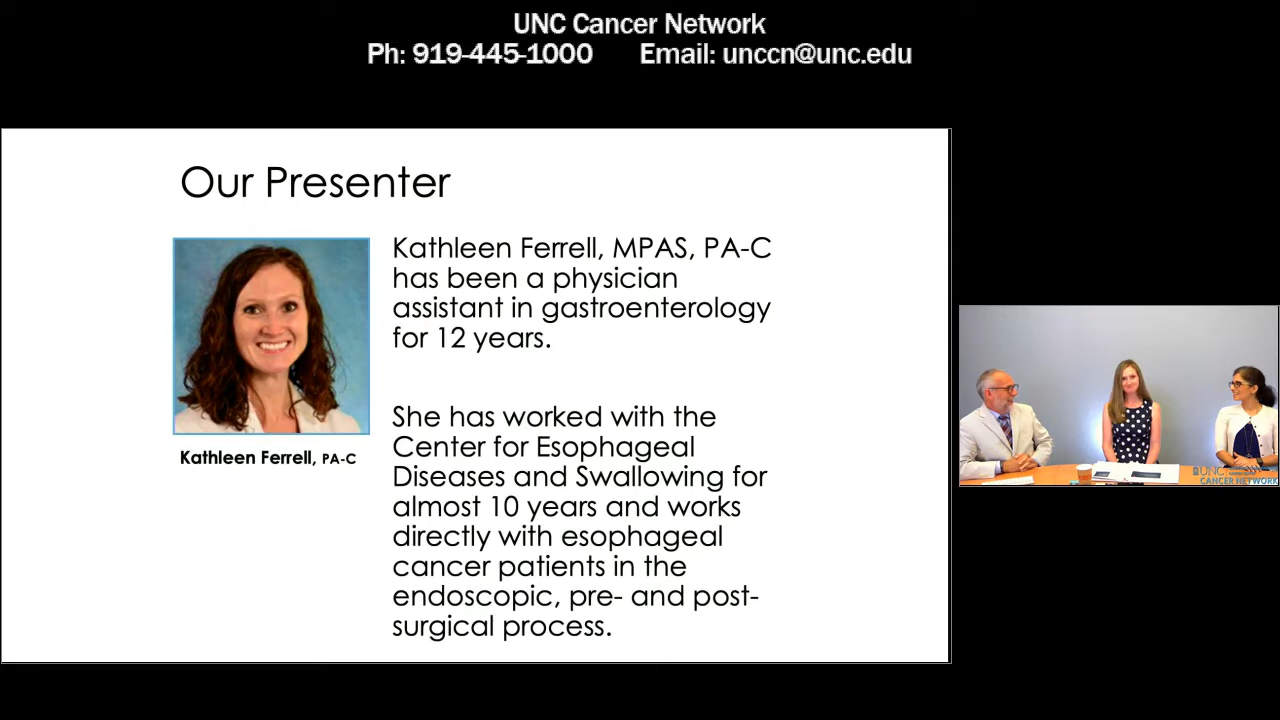 UNC Cancer Network
Ph: 919-445-1000 Email: unccn@unc.edu
Our Presenter
Kathleen Ferrell, MPAS, PA-C
has been a physician
assistant in gastroenterology
for 12 years.
She has worked with the
Center for Esophageal
Diseases and Swallowing for
almost 10 years and works
directly with esophageal
cancer patients in the
endoscopic, pre- and post-
surgical process.
Kathleen Ferrell, PA-C
UNC
CANCER NETWORK